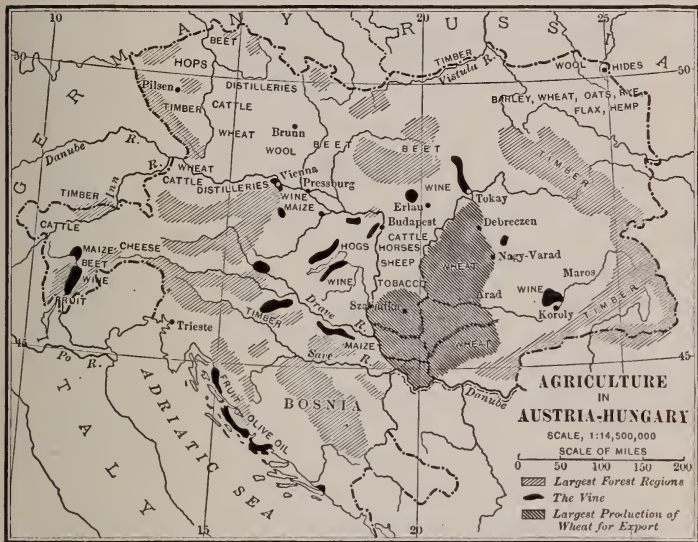 10
15
20
25
GERMANY
RUSSIA
BEET
HOPS
Pilsen
DISTILLERIES
TIMBER
CATTLE
WHEAT
Brunn
WOOL
BEET
TIMBER
Vistula R.
WOOL
HIDES
50
50
BARLEY, WHEAT, OATS, RYE,
FLAX, HEMP
BEET
TIMBER
Danube R.
Inn R.
WHEAT
CATTLE
DISTILLERIES
Vienna
Pressburg
WINE
MAIZE
TIMBER
CATTLE
MAIZE
BEET
WINE
FRUIT
CHEESE
WINE
Erlau
Tokay
Budapest
Debreczen
CATTLE
HORSES
SHEEP
HOGS
WINE
WHEAT
Nagy-Varad
TOBACCO
Arad
Maros
WINE
Koroly
TIMBER
Drave R.
TIMBER
MAIZE
WHEAT
Save R.
Trieste
Po R.
45
45
ITALY
ADRIATIC SEA
FRUIT
OLIVE OIL
BOSNIA
Danube
15
20
AGRICULTURE
IN
AUSTRIA-HUNGARY
SCALE, 1:14,500,000
SCALE OF MILES
0 50 100 150 200
Largest Forest Regions
The Vine
Largest Production of
Wheat for Export